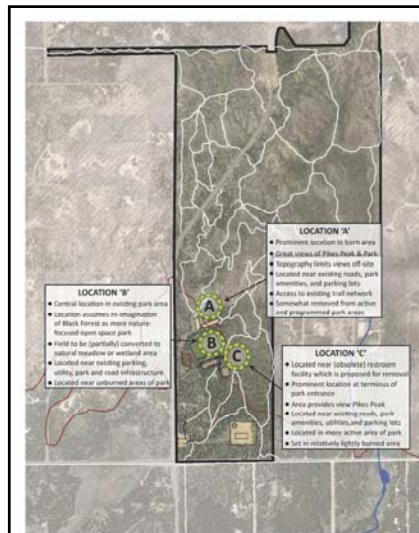 LOCATION 'A'
• Prominent location in born area
• Great views of Pikes Peak & Park
• Topography limits views off-site
• Located near existing roads, park
amenities, and parking lots
• Access to existing trail network
• Somewhat removed from active
and programmed park areas
LOCATION 'B'
• Central location in existing park area
• Location assumes re-imagination
of Black Forest as more nature-
focused open space park
• Field to be (partially) converted to
natural meadow or wetland area
• Located near existing parking,
utility, park and road infrastructure
• Located near unburned areas of park
A
B
C
LOCATION 'C'
• Located near (obsolete) restroom
facility which is proposed for removal
• Prominent location at terminus of
park entrance
• Area provides view Pikes Peak
• Located near existing roads, park
amenities, utilities,and parking lots
• Located in more active area of park
• Set in relatively lightly burned area